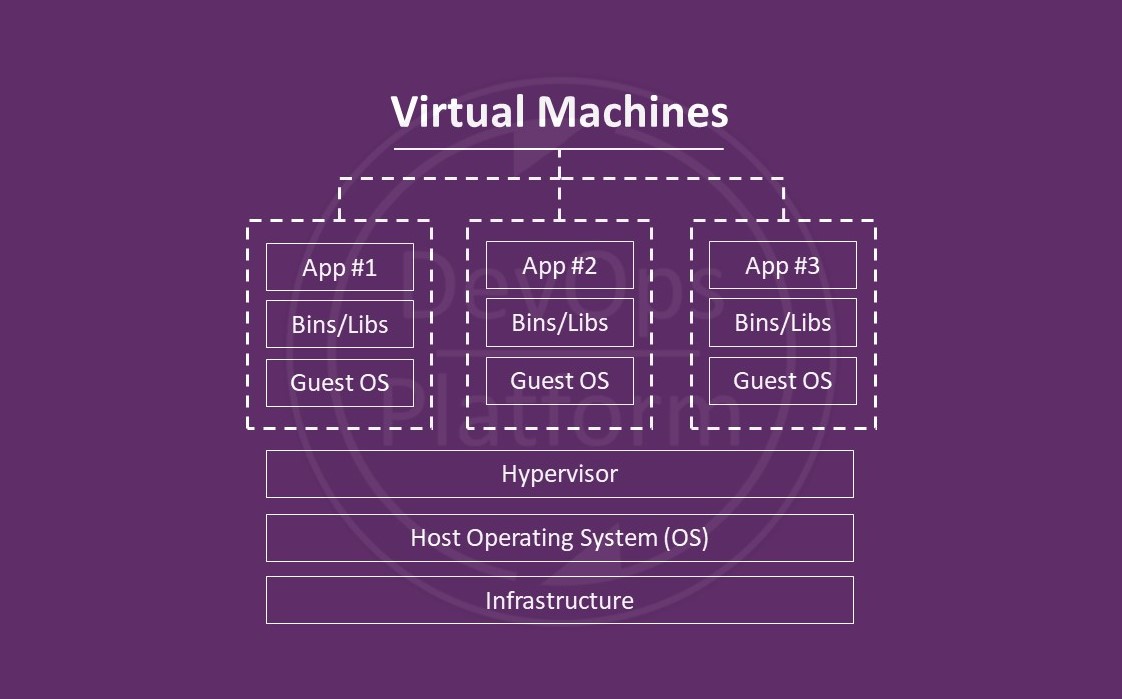 Virtual Machines
App #1
App #2
App #3
Bins/Libs
Bins/Libs
Bins/Libs
Guest OS
Guest OS
Guest OS
DevOps
Platform
Hypervisor
Host Operating System (OS)
Infrastructure